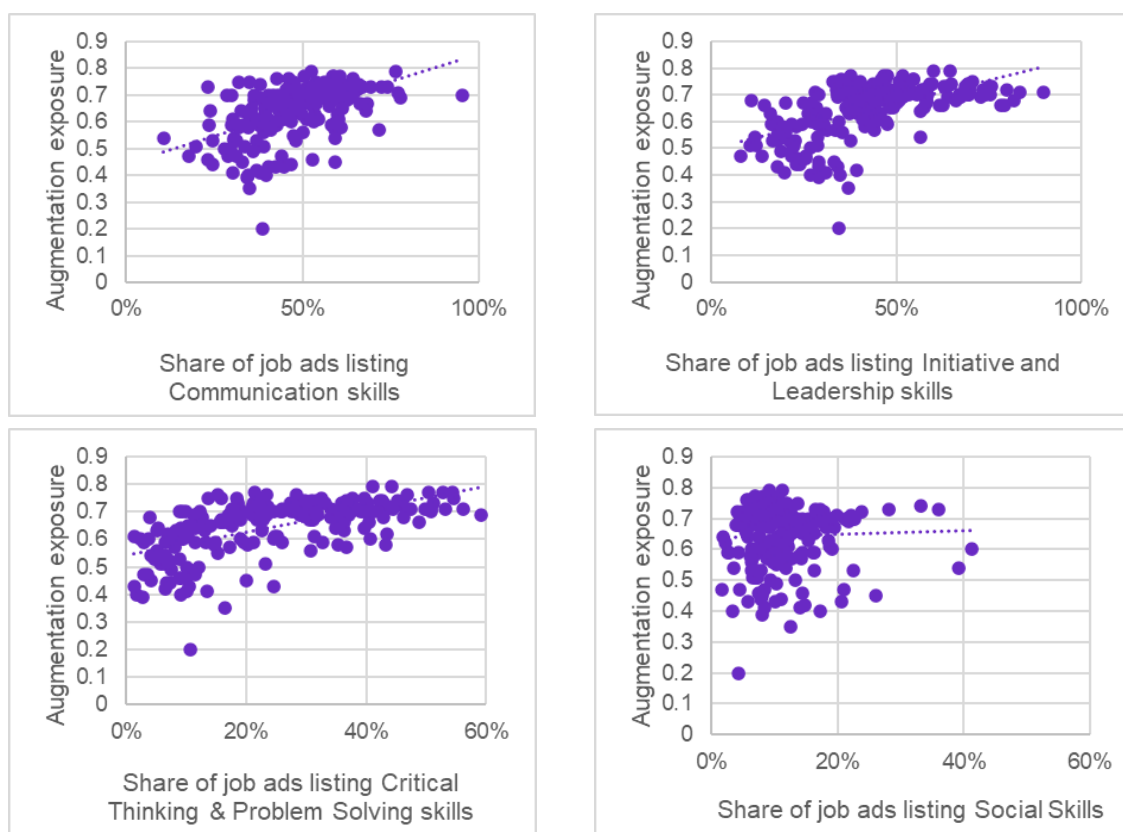 0.9
0.8
0.7
0.6
0.5
0.4
0.3
0.2
0.1
0
Augmentation exposure
0% 50% 100%
Share of job ads listing
Communication skills
0.9
0.8
0.7
0.6
0.5
0.4
0.3
0.2
0.1
0
Augmentation exposure
0% 50% 100%
Share of job ads listing Initiative and
Leadership skills
0.9
0.8
0.7
0.6
0.5
0.4
0.3
0.2
0.1
0
Augmentation exposure
0% 20% 40% 60%
Share of job ads listing Critical
Thinking & Problem Solving skills
0.9
0.8
0.7
0.6
0.5
0.4
0.3
0.2
0.1
0
Augmentation exposure
0% 20% 40% 60%
Share of job ads listing Social Skills